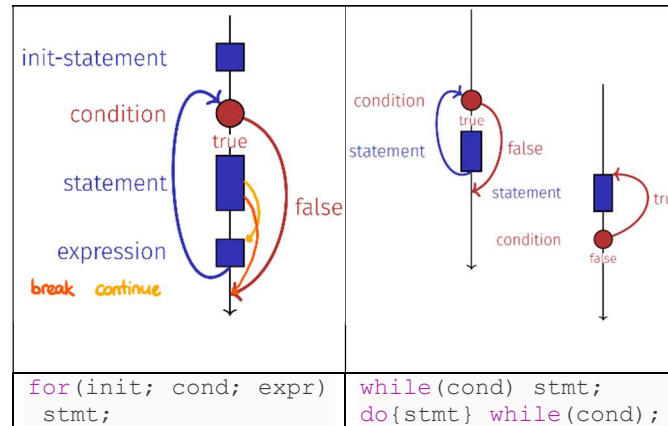 init-statement
condition
true
statement
false
expression
break continue
condition
true
statement
false
statement
true
condition
false
for(init; cond; expr)
stmt;
while(cond) stmt;
do{stmt} while(cond);